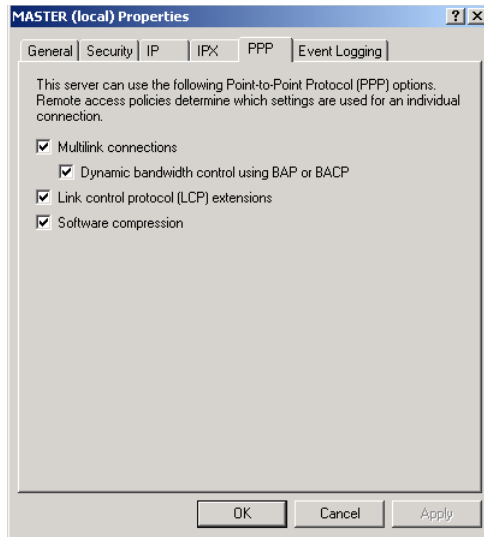 MASTER (local) Properties
General Security IP IPX PPP Event Logging
This server can use the following Point-to-Point Protocol (PPP) options.
Remote access policies determine which settings are used for an individual
connection.
Multilink connections
Dynamic bandwidth control using BAP or BACP
Link control protocol (LCP) extensions
Software compression
OK Cancel Apply